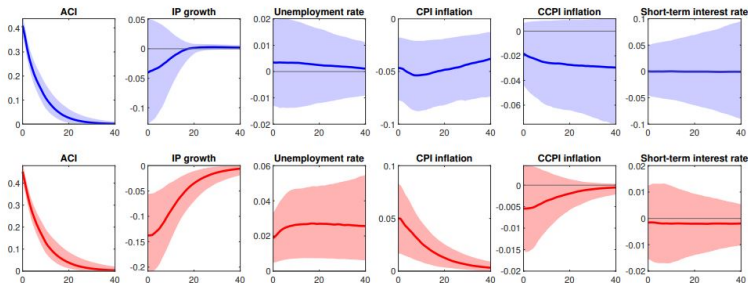 ACI IP growth Unemployment rate CPI inflation CCPI inflation Short-term interest rate
0.4 0.3 0.2 0.1 0
0.05 0 -0.05 -0.1
0.02 0.01 0 -0.01 -0.02
0 -0.05 -0.1
0 -0.02 -0.04 -0.06
0.1 0.05 0 -0.05 -0.1
0 20 40 0 20 40 0 20 40 0 20 40 0 20 40 0 20 40
ACI IP growth Unemployment rate CPI inflation CCPI inflation Short-term interest rate
0.4 0.3 0.2 0.1 0
0 -0.05 -0.1 -0.15 -0.2
0.06 0.04 0.02 0
0.1 0.05 0
0 -0.005 -0.01 -0.015 -0.02
0.02 0.01 0 -0.01 -0.02
0 20 40 0 20 40 0 20 40 0 20 40 0 20 40 0 20 40